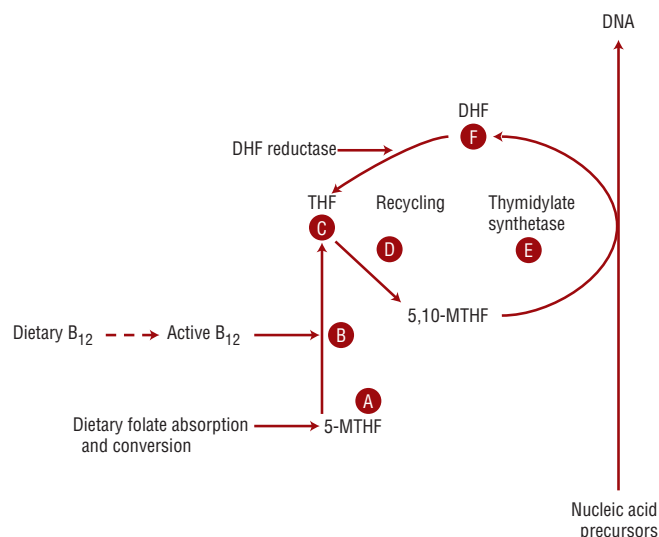 DNA
DHF
F
DHF reductase
THF
C
Recycling
D
Thymidylate
synthetase
E
5,10-MTHF
Dietary B12
Active B12
B
A
Dietary folate absorption
and conversion
5-MTHF
Nucleic acid
precursors